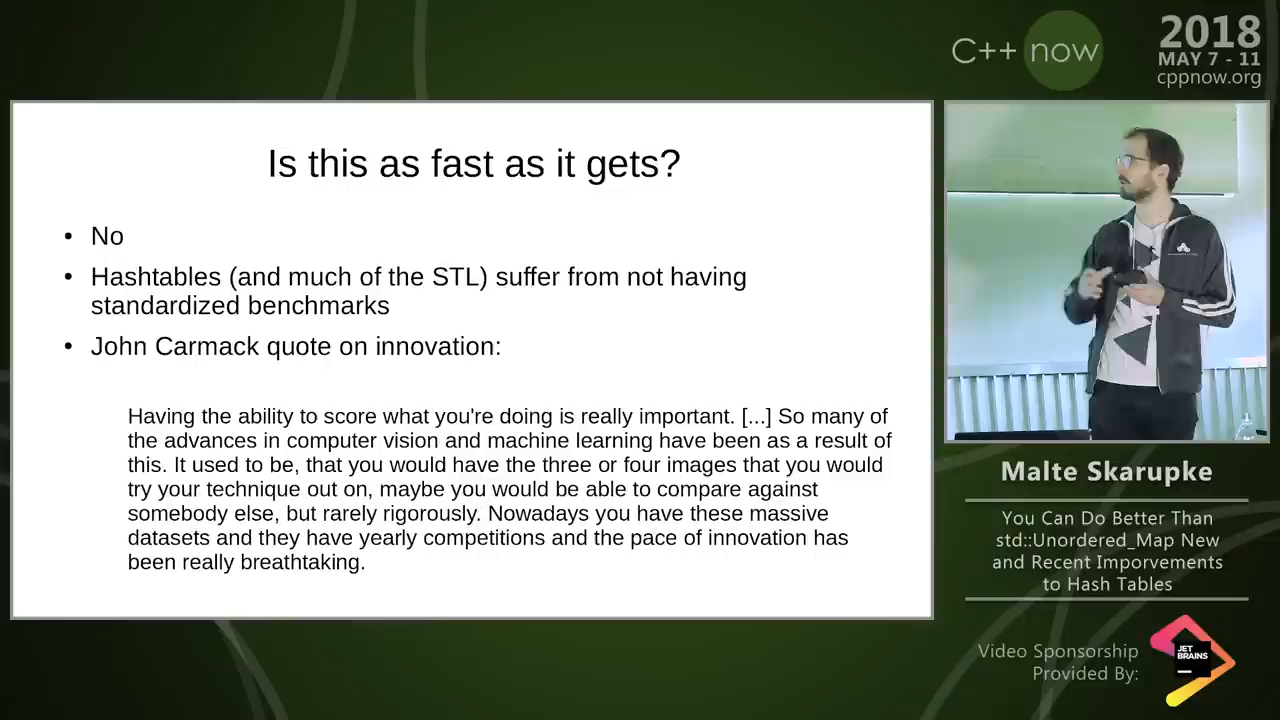 C++ now
2018
MAY 7 - 11
cppnow.org
Is this as fast as it gets?
• No
• Hashtables (and much of the STL) suffer from not having
standardized benchmarks
• John Carmack quote on innovation:
Having the ability to score what you're doing is really important. [...] So many of
the advances in computer vision and machine learning have been as a result of
this. It used to be, that you would have the three or four images that you would
try your technique out on, maybe you would be able to compare against
somebody else, but rarely rigorously. Nowadays you have these massive
datasets and they have yearly competitions and the pace of innovation has
been really breathtaking.
Malte Skarupke
You Can Do Better Than
std::Unordered_Map New
and Recent Imporvements
to Hash Tables
Video Sponsorship
Provided By:
JET
BRAINS